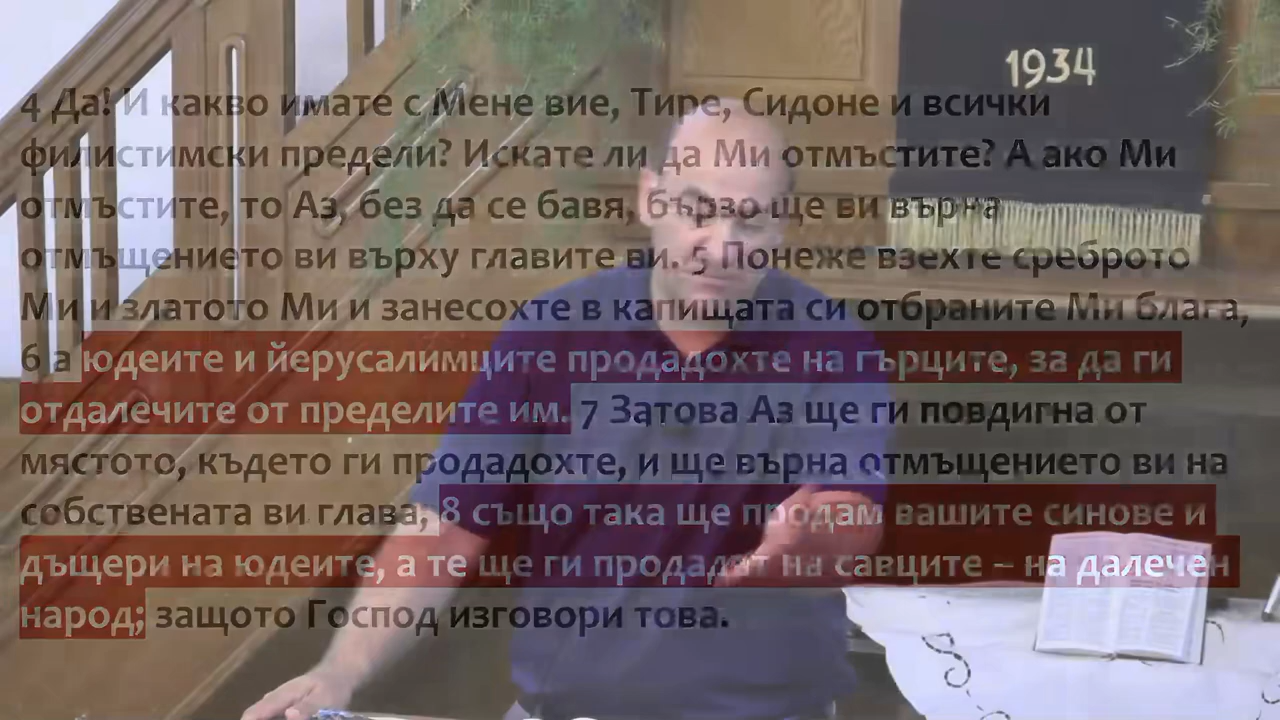 1934
4 Да! И какво имате с Мене вие, Тире, Сидоне и всички
филистимски предели? Искате ли да Ми отмъстите? А ако Ми
отмъстите, то Аз, без да се бавя, бързо ще ви върна
отмъщението ви върху главите ви. 5 Понеже взехте среброто
Ми и златото Ми и занесохте в капищата си отбраните Ми блага,
6 а юдеите и йерусалимците продадохте на гърците, за да ги
отдалечите от пределите им. 7 Затова Аз ще ги повдигна от
мястото, където ги продадохте, и ще върна отмъщението ви на
собствената ви глава, 8 също така ще продам вашите синове и
дъщери на юдеите, а те ще ги продадат на савците – на далечен
народ; защото Господ изговори това.